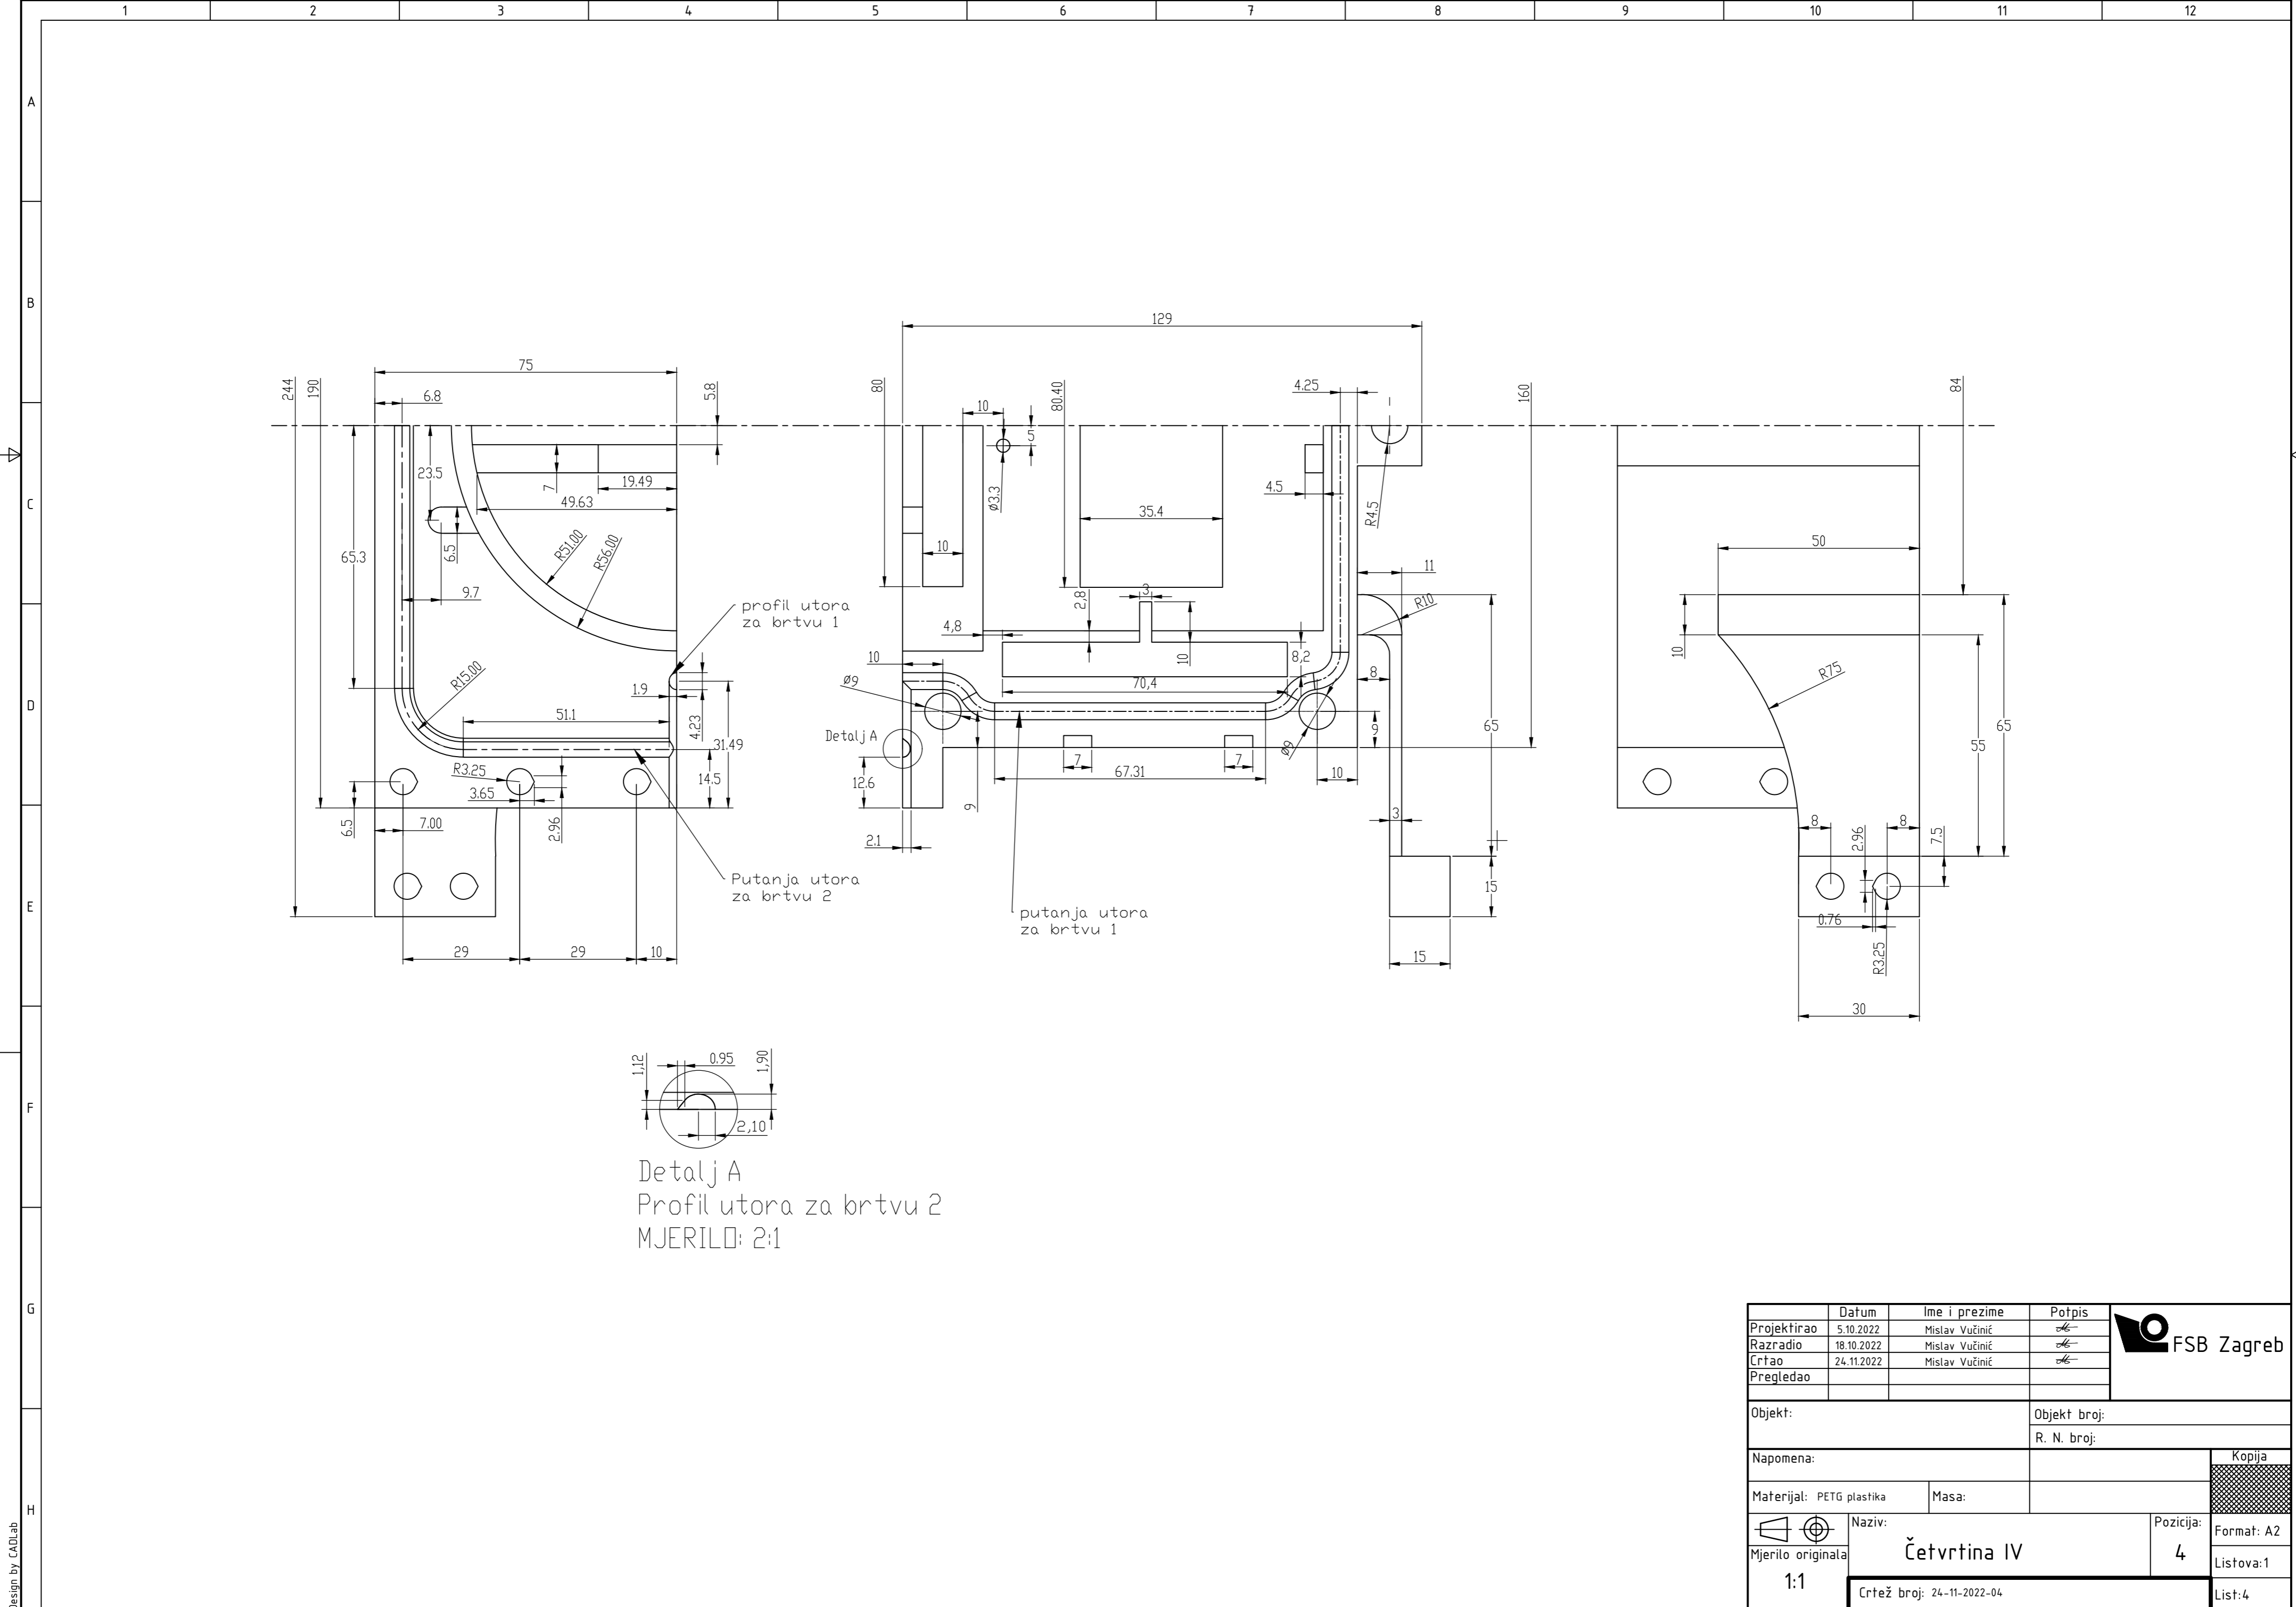 1 2 3 4 5 6 7 8 9 10 11 12
A
B
C
D
E
F
G
H
129
75
6.8
244
190
5.8
80
10
80.40
4.25
160
84
5
23.5
7
19.49
49.63
Ø3.3
4.5
R4.5
35.4
50
65.3
6.5
R51.00
R56.00
10
11
9.7
3
2,8
R10
profil utora
za brtvu 1
4,8
10
10
8,2
10
R15.00
Ø9
70,4
8
R75
1.9
51.1
4.23
31.49
Detalj A
9
65
55
65
R3.25
14.5
12.6
7
67.31
7
Ø9
10
3.65
9
6.5
7.00
2.96
2.1
3
8
2.96
8
7.5
Putanja utora
za brtvu 2
15
putanja utora
za brtvu 1
0.76
R3.25
29
29
10
15
30
1,12
0.95
1,90
2,10
Detalj A
Profil utora za brtvu 2
MJERILO: 2:1
Datum Ime i prezime Potpis
Projektirao 5.10.2022 Mislav Vučinić
Razradio 18.10.2022 Mislav Vučinić
Crtao 24.11.2022 Mislav Vučinić
Pregledao
FSB Zagreb
Objekt:
Objekt broj:
R. N. broj:
Napomena:
Kopija
Materijal: PETG plastika Masa:
Naziv:
Četvrtina IV
Pozicija:
4
Format: A2
Mjerilo originala
1:1
Listova:1
Crtež broj: 24-11-2022-04
List:4
Design by CADLab